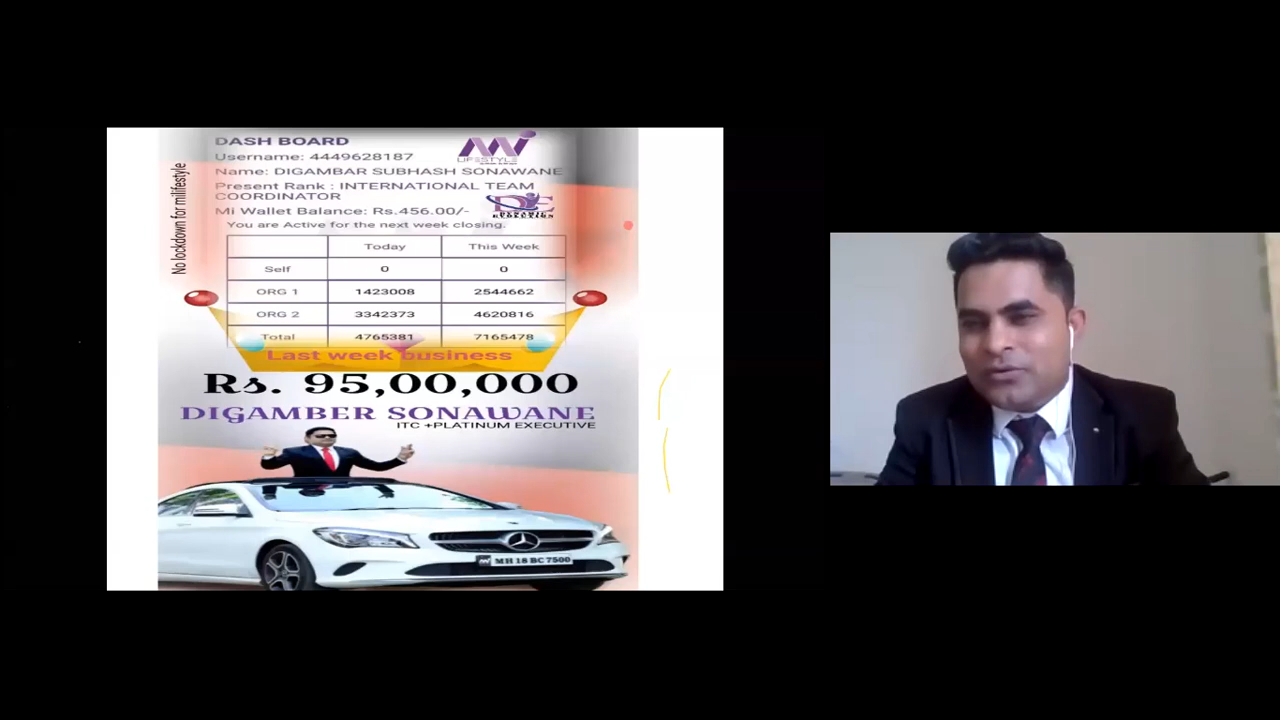 DASH BOARD
Username: 4449628187
Name: DIGAMBAR SUBHASH SONAWANE
Present Rank : INTERNATIONAL TEAM
COORDINATOR
Mi Wallet Balance: Rs.456.00/-
You are Active for the next week closing.
Mi
LIFESTYLE
DE
No lockdown for milifestyle
Today This Week
Self 0 0
ORG 1 1423008 2544662
ORG 2 3342373 4620816
Total 4765381 7165478
Last week business
Rs. 95,00,000
DIGAMBER SONAWANE
ITC +PLATINUM EXECUTIVE
MH 18 BC 7500